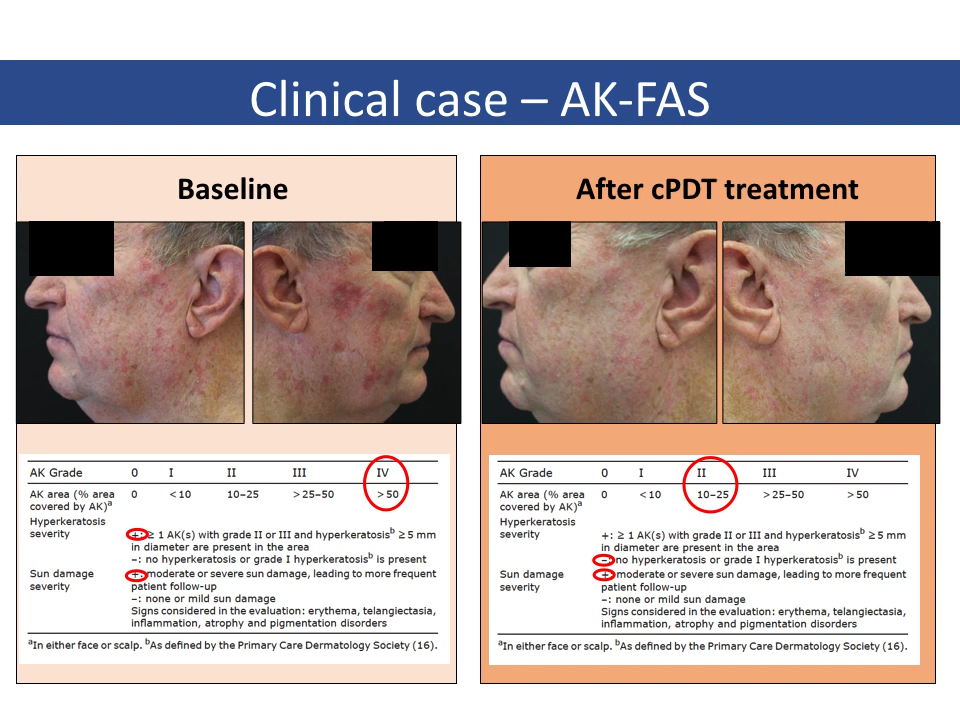 Clinical case – AK-FAS
Baseline
AK Grade 0 I II III IV
AK area (% area covered by AK)ᵃ 0 <10 10–25 >25–50 >50
Hyperkeratosis severity
+: ≥ 1 AK(s) with grade II or III and hyperkeratosisᵇ ≥ 5 mm
in diameter are present in the area
–: no hyperkeratosis or grade I hyperkeratosisᵇ is present
Sun damage severity
+: moderate or severe sun damage, leading to more frequent
patient follow-up
–: none or mild sun damage
Signs considered in the evaluation: erythema, telangiectasia,
inflammation, atrophy and pigmentation disorders
ᵃIn either face or scalp. ᵇAs defined by the Primary Care Dermatology Society (16).
After cPDT treatment
AK Grade 0 I II III IV
AK area (% area covered by AK)ᵃ 0 <10 10–25 >25–50 >50
Hyperkeratosis severity
+: ≥ 1 AK(s) with grade II or III and hyperkeratosisᵇ ≥ 5 mm
in diameter are present in the area
–: no hyperkeratosis or grade I hyperkeratosisᵇ is present
Sun damage severity
+: moderate or severe sun damage, leading to more frequent
patient follow-up
–: none or mild sun damage
Signs considered in the evaluation: erythema, telangiectasia,
inflammation, atrophy and pigmentation disorders
ᵃIn either face or scalp. ᵇAs defined by the Primary Care Dermatology Society (16).